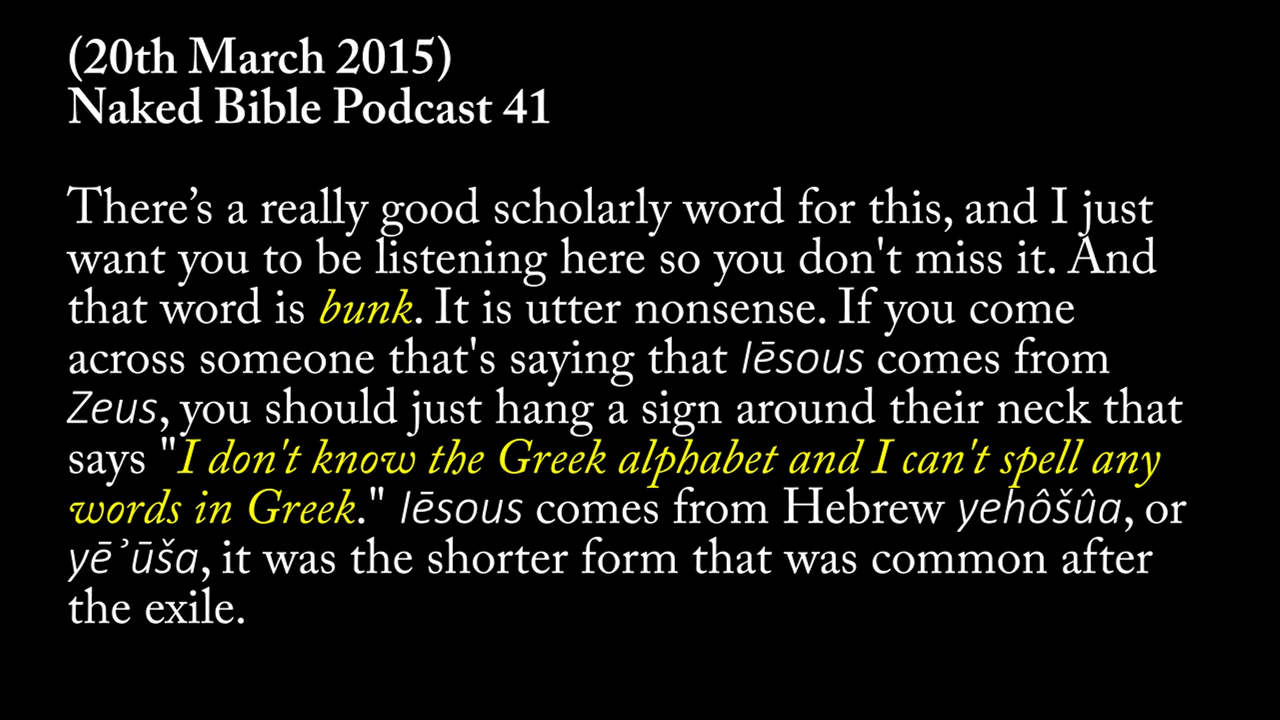 (20th March 2015)
Naked Bible Podcast 41
There’s a really good scholarly word for this, and I just
want you to be listening here so you don't miss it. And
that word is bunk. It is utter nonsense. If you come
across someone that's saying that Iēsous comes from
Zeus, you should just hang a sign around their neck that
says "I don't know the Greek alphabet and I can't spell any
words in Greek." Iēsous comes from Hebrew yehôšûa, or
yēʾūša, it was the shorter form that was common after
the exile.